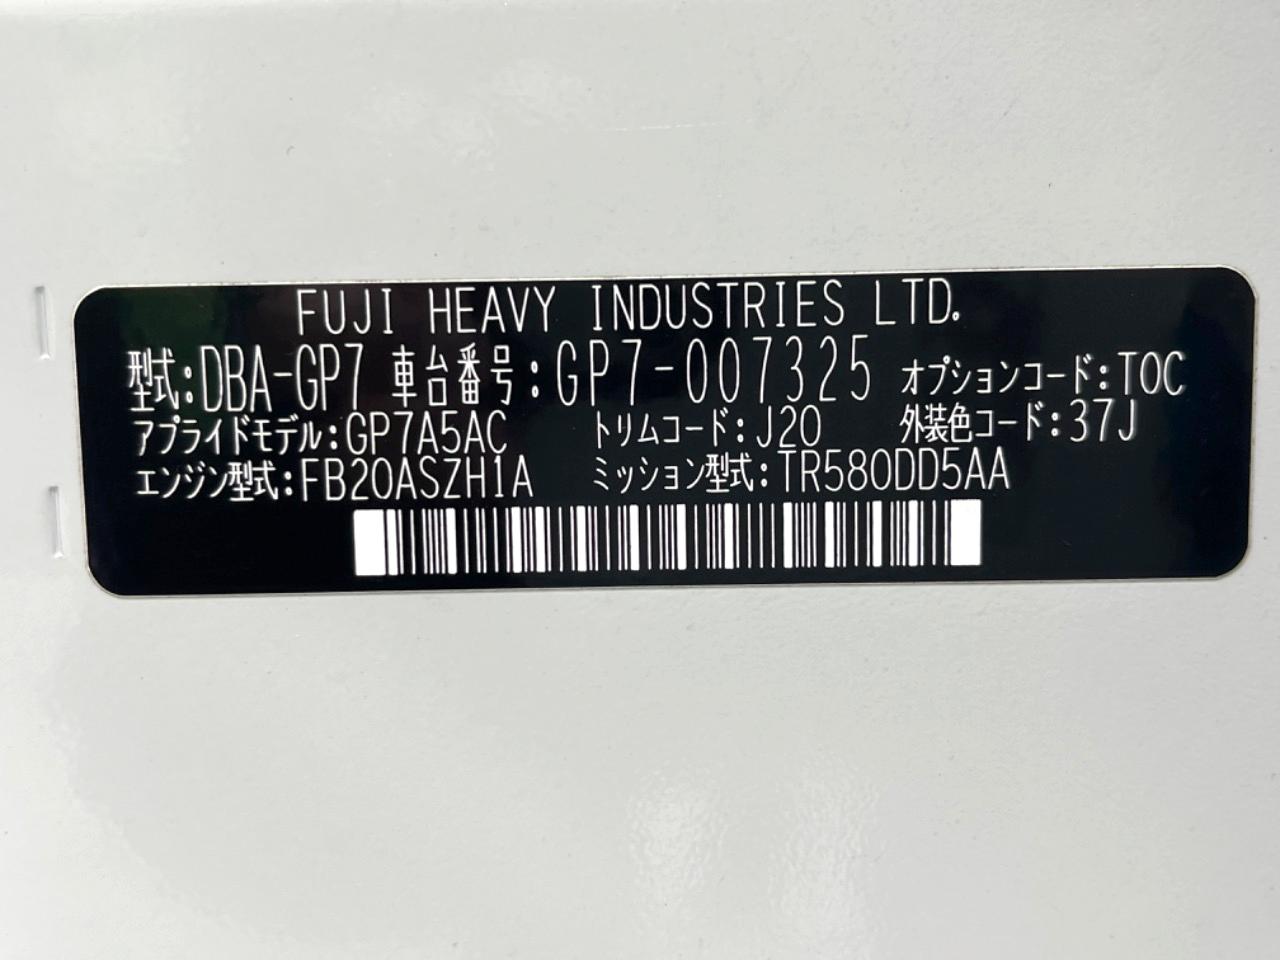 FUJI HEAVY INDUSTRIES LTD.
型式:DBA-GP7 車台番号:GP7-007325 オプションコード:TOC
アプライドモデル:GP7A5AC トリムコード:J20 外装色コード:37J
エンジン型式:FB20ASZH1A ミッション型式:TR580DD5AA